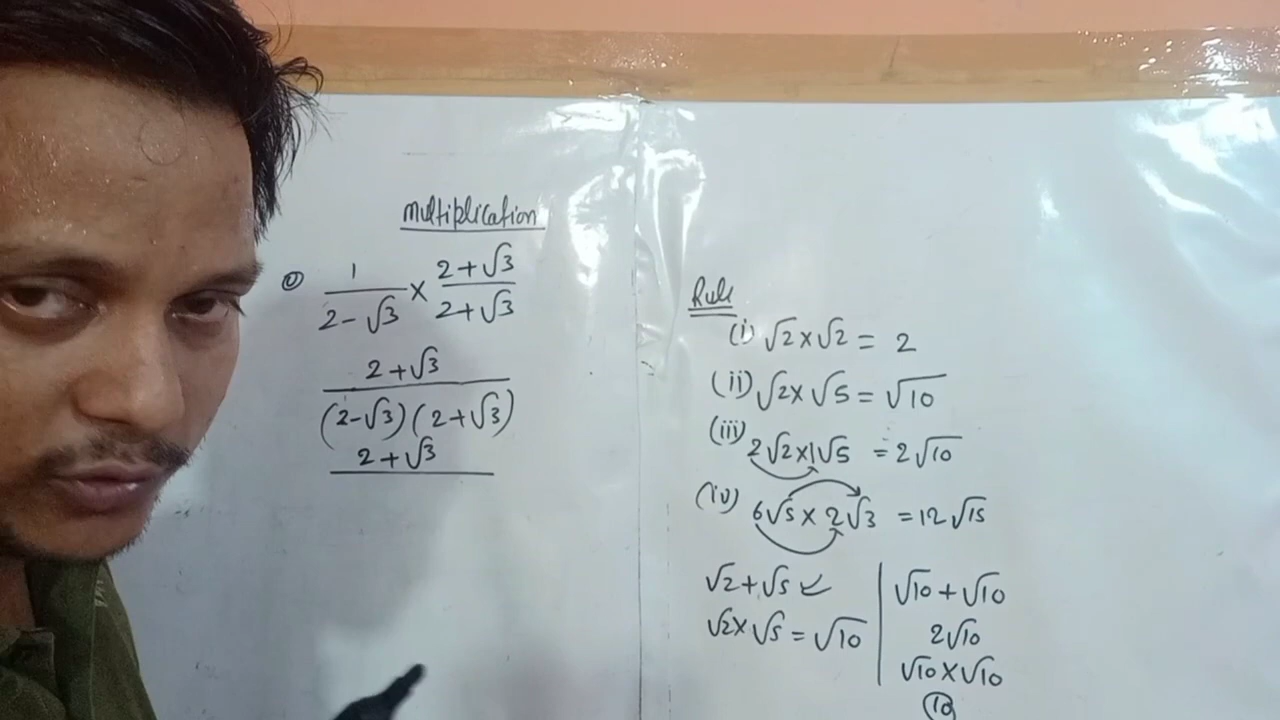 Multiplication
(i) 1/(2-√3) × (2+√3)/(2+√3)
(2+√3)/((2-√3)(2+√3))
2+√3
Rule
(i) √2×√2 = 2
(ii) √2×√5 = √10
(iii) 2√2×1√5 = 2√10
(iv) 6√5×2√3 = 12√15
√2+√5 ↙
√2×√5 = √10
√10+√10
2√10
√10×√10
10